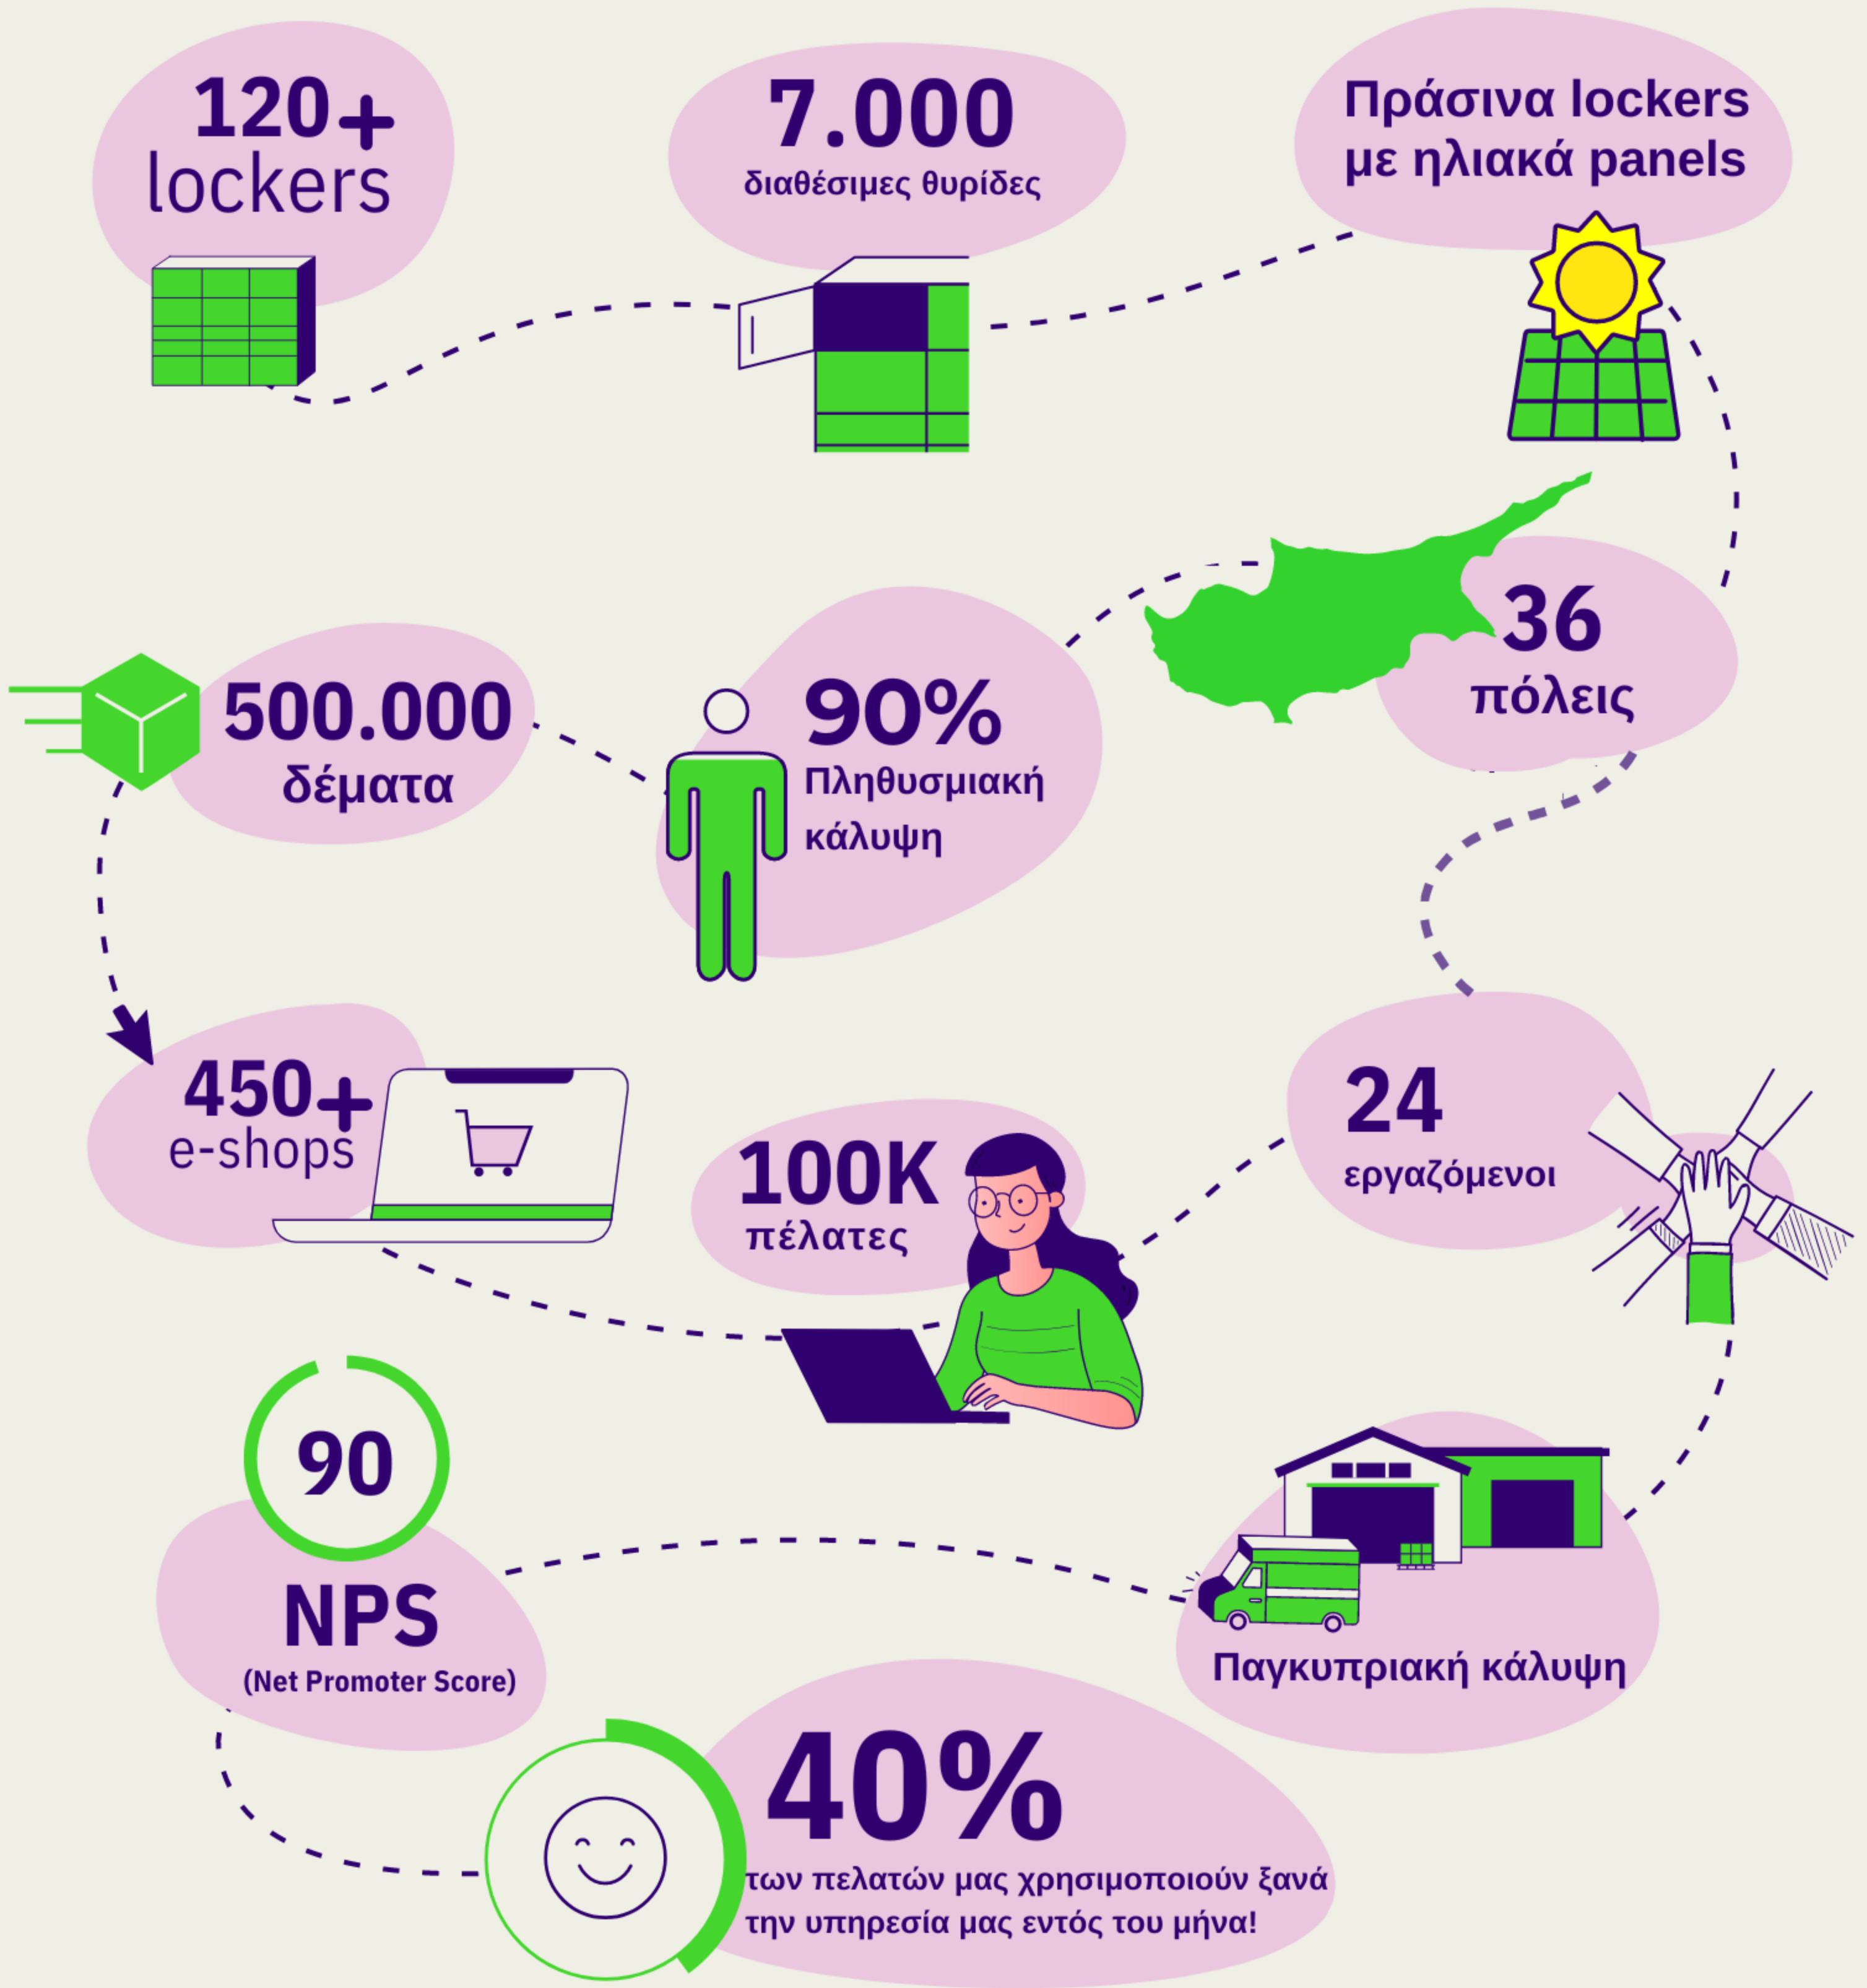 120+
lockers
7.000
διαθέσιμες θυρίδες
Πράσινα lockers
με ηλιακά panels
36
πόλεις
90%
Πληθυσμιακή
κάλυψη
500.000
δέματα
450+
e-shops
100K
πέλατες
24
εργαζόμενοι
Παγκυπριακή κάλυψη
90
NPS
(Net Promoter Score)
40%
των πελατών μας χρησιμοποιούν ξανά
την υπηρεσία μας εντός του μήνα!